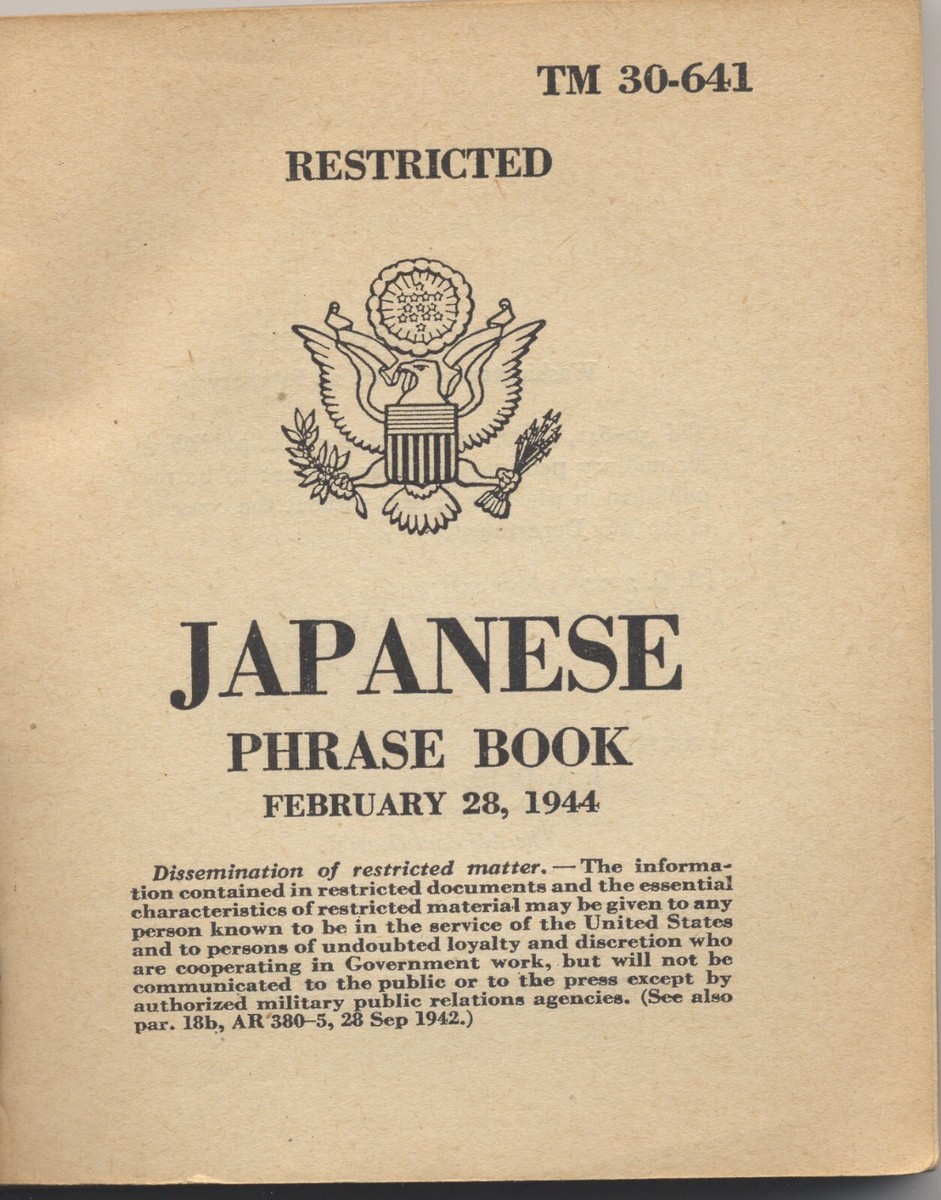 TM 30-641
RESTRICTED
JAPANESE
PHRASE BOOK
FEBRUARY 28, 1944
Dissemination of restricted matter. — The informa-
tion contained in restricted documents and the essential
characteristics of restricted material may be given to any
person known to be in the service of the United States
and to persons of undoubted loyalty and discretion who
are cooperating in Government work, but will not be
communicated to the public or to the press except by
authorized military public relations agencies. (See also
par. 18b, AR 380-5, 28 Sep 1942.)